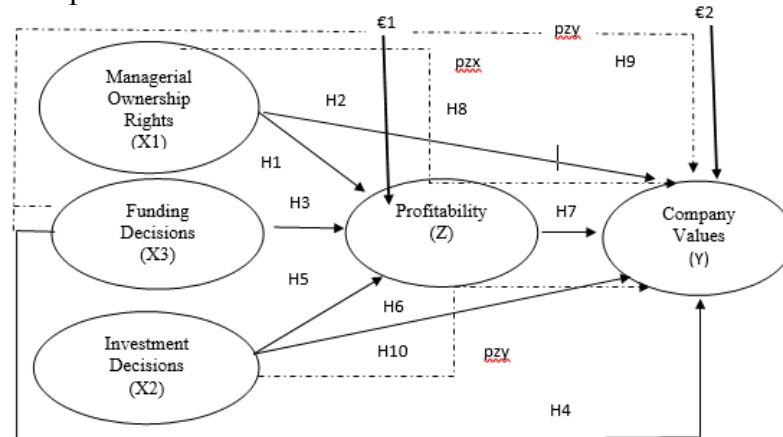 €1
€2
pzy
pzx
H9
Managerial
Ownership
Rights
(X1)
H2
H8
H1
H3
Funding
Decisions
(X3)
Profitability
(Z)
H7
Company
Values
(Y)
H5
H6
Investment
Decisions
(X2)
H10
pzy
H4